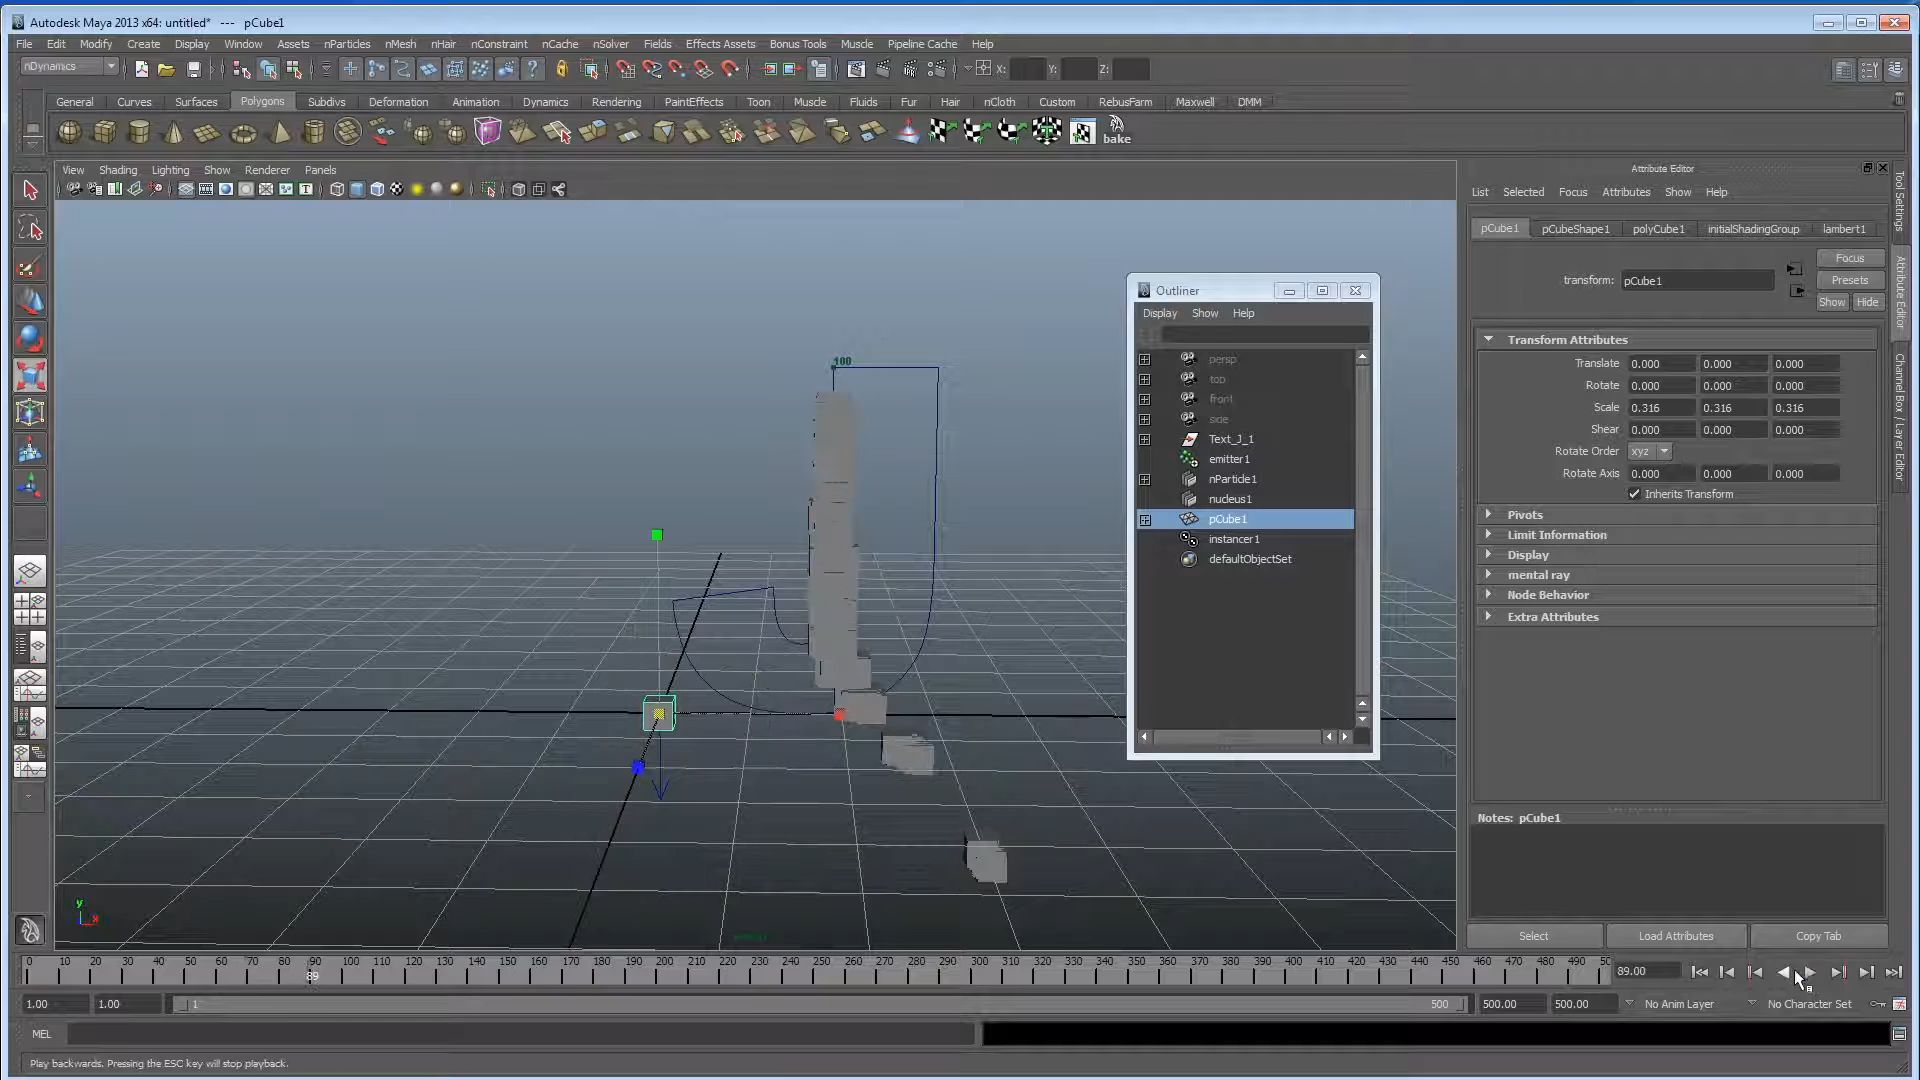 Autodesk Maya 2013 x64: untitled* --- pCube1
File Edit Modify Create Display Window Assets nParticles nMesh nHair nConstraint nCache nSolver Fields Effects Assets Bonus Tools Muscle Pipeline Cache Help
nDynamics X: Y: Z:
General Curves Surfaces Polygons Subdivs Deformation Animation Dynamics Rendering PaintEffects Toon Muscle Fluids Fur Hair nCloth Custom RebusFarm Maxwell DMM
bake
View Shading Lighting Show Renderer Panels
100
Outliner
Display Show Help
persp
top
front
side
Text_J_1
emitter1
nParticle1
nucleus1
pCube1
instancer1
defaultObjectSet
Attribute Editor
List Selected Focus Attributes Show Help
pCube1 pCubeShape1 polyCube1 initialShadingGroup lambert1
Focus
transform: pCube1 Presets
Show Hide
Transform Attributes
Translate 0.000 0.000 0.000
Rotate 0.000 0.000 0.000
Scale 0.316 0.316 0.316
Shear 0.000 0.000 0.000
Rotate Order xyz
Rotate Axis 0.000 0.000 0.000
Inherits Transform
Pivots
Limit Information
Display
mental ray
Node Behavior
Extra Attributes
Notes: pCube1
Select Load Attributes Copy Tab
Tool Settings
Attribute Editor
Channel Box / Layer Editor
y
x
0 10 20 30 40 50 60 70 80 90 100 110 120 130 140 150 160 170 180 190 200 210 220 230 240 250 260 270 280 290 300 310 320 330 340 350 360 370 380 390 400 410 420 430 440 450 460 470 480 490 50
89
89.00
1.00 1.00 1 500 500.00 500.00 No Anim Layer No Character Set
MEL
Play backwards. Pressing the ESC key will stop playback.